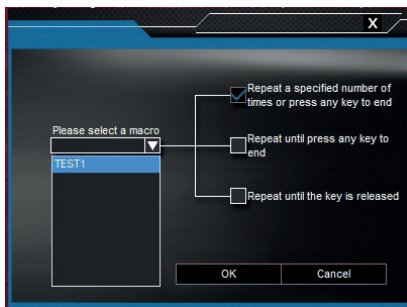 X
Repeat a specified number of
times or press any key to end
Please select a macro
Repeat until press any key to
end
TEST1
Repeat until the key is released
OK
Cancel